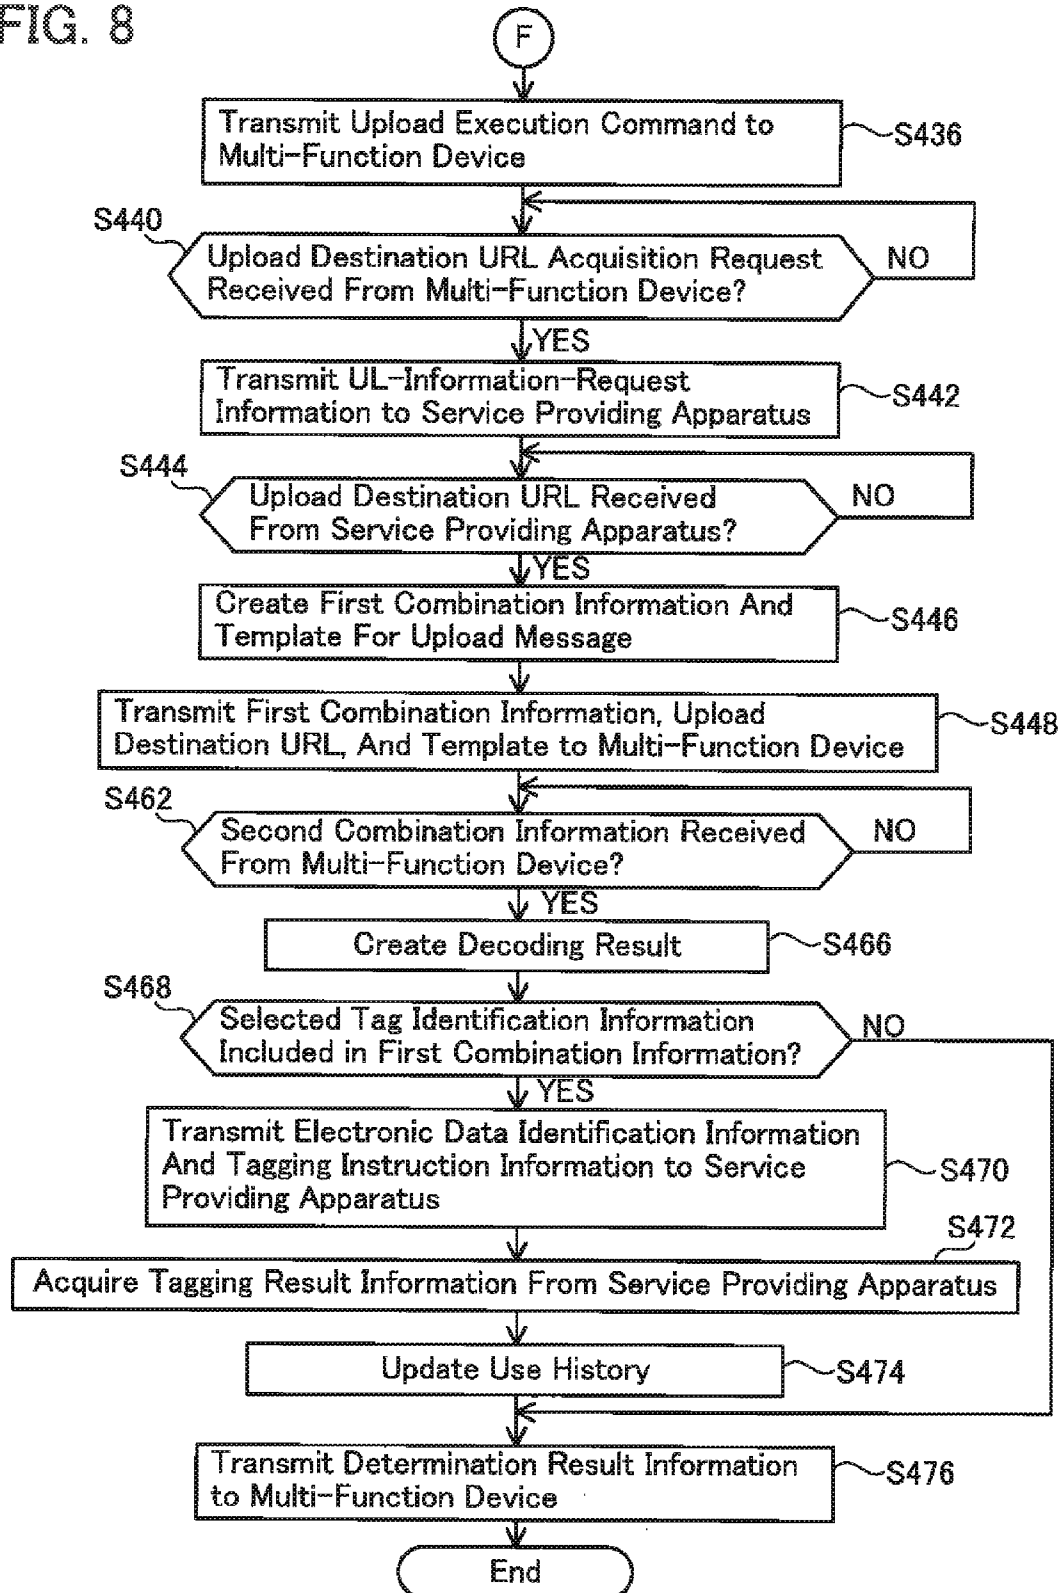 FIG. 8
F
Transmit Upload Execution Command to
Multi-Function Device
S436
S440
Upload Destination URL Acquisition Request
Received From Multi-Function Device?
NO
YES
Transmit UL-Information-Request
Information to Service Providing Apparatus
S442
S444
Upload Destination URL Received
From Service Providing Apparatus?
NO
YES
Create First Combination Information And
Template For Upload Message
S446
Transmit First Combination Information, Upload
Destination URL, And Template to Multi-Function Device
S448
S462
Second Combination Information Received
From Multi-Function Device?
NO
YES
Create Decoding Result
S466
S468
Selected Tag Identification Information
Included in First Combination Information?
NO
YES
Transmit Electronic Data Identification Information
And Tagging Instruction Information to Service
Providing Apparatus
S470
S472
Acquire Tagging Result Information From Service Providing Apparatus
Update Use History
S474
Transmit Determination Result Information
to Multi-Function Device
S476
End